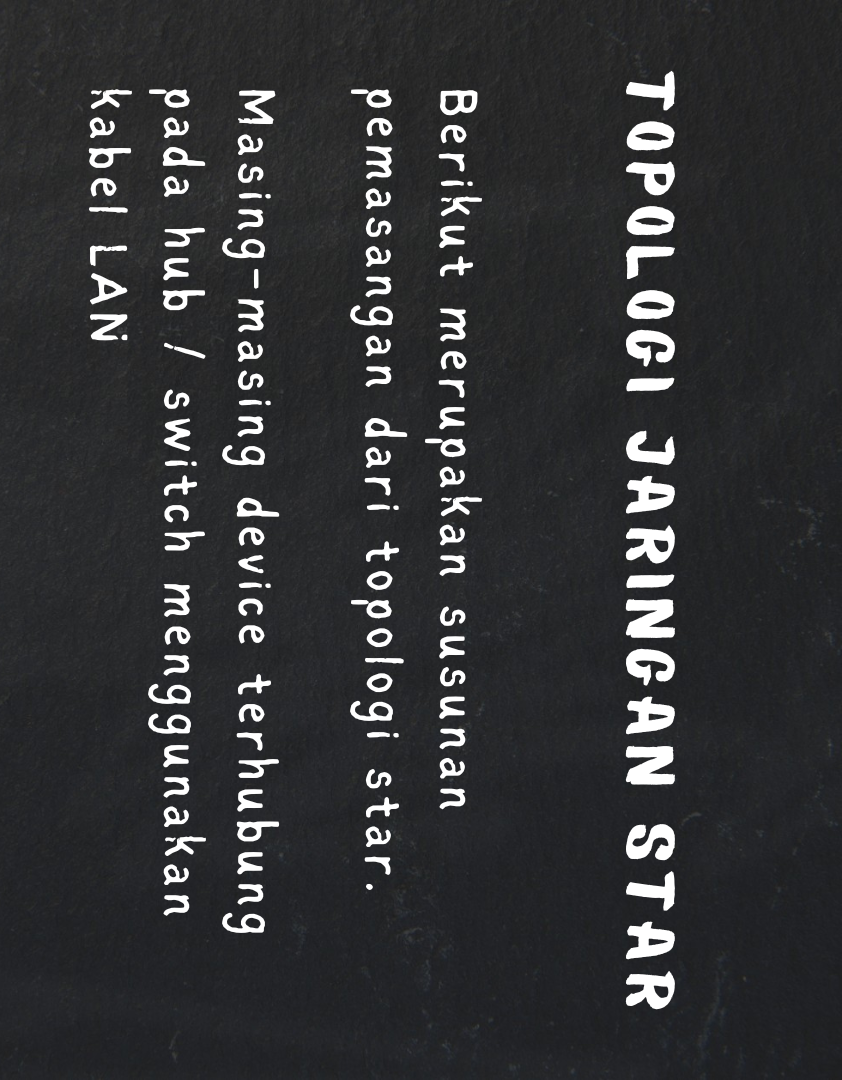 TOPOLOGI JARINGAN STAR
Berikut merupakan susunan
pemasangan dari topologi star.
Masing-masing device terhubung
pada hub / switch menggunakan
kabel LAN